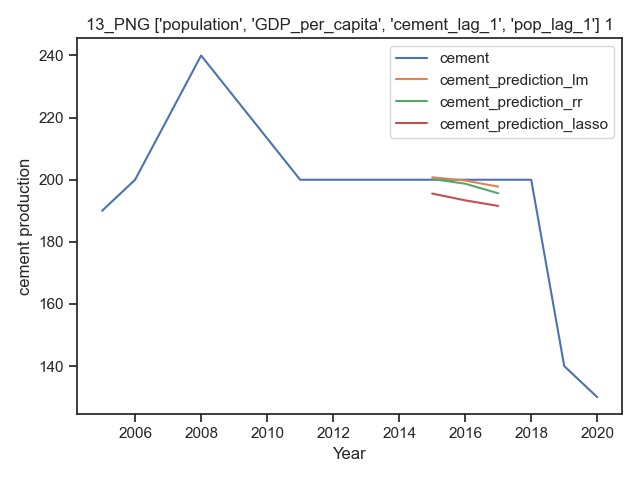 13_PNG ['population', 'GDP_per_capita', 'cement_lag_1', 'pop_lag_1'] 1
cement
cement_prediction_lm
cement_prediction_rr
cement_prediction_lasso
cement production
240
220
200
180
160
140
2006 2008 2010 2012 2014 2016 2018 2020
Year